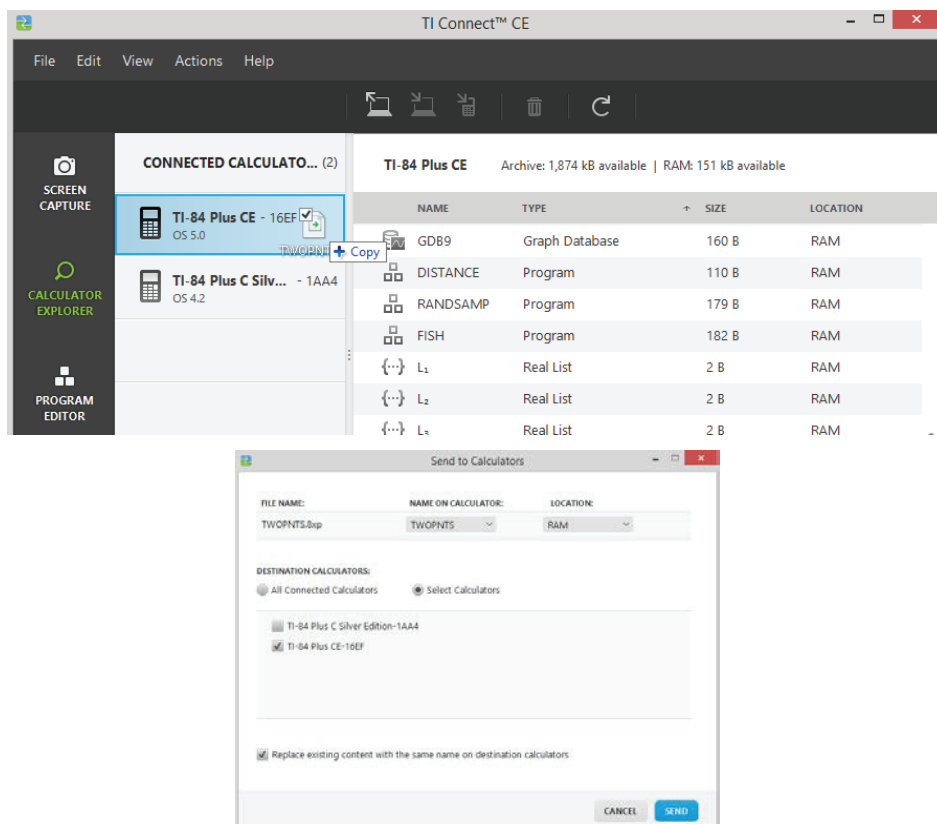 TI Connect™ CE
File Edit View Actions Help
SCREEN
CAPTURE
CALCULATOR
EXPLORER
PROGRAM
EDITOR
CONNECTED CALCULATO... (2)
TI-84 Plus CE - 16EF
OS 5.0
TWOPNT
Copy
TI-84 Plus C Silv... - 1AA4
OS 4.2
TI-84 Plus CE Archive: 1,874 kB available | RAM: 151 kB available
NAME TYPE SIZE LOCATION
GDB9 Graph Database 160 B RAM
DISTANCE Program 110 B RAM
RANDSAMP Program 179 B RAM
FISH Program 182 B RAM
L₁ Real List 2 B RAM
L₂ Real List 2 B RAM
L₃ Real List 2 B RAM
Send to Calculators
FILE NAME: NAME ON CALCULATOR: LOCATION:
TWOPNTS.8xp TWOPNTS RAM
DESTINATION CALCULATORS:
All Connected Calculators Select Calculators
TI-84 Plus C Silver Edition-1AA4
TI-84 Plus CE-16EF
Replace existing content with the same name on destination calculators
CANCEL SEND